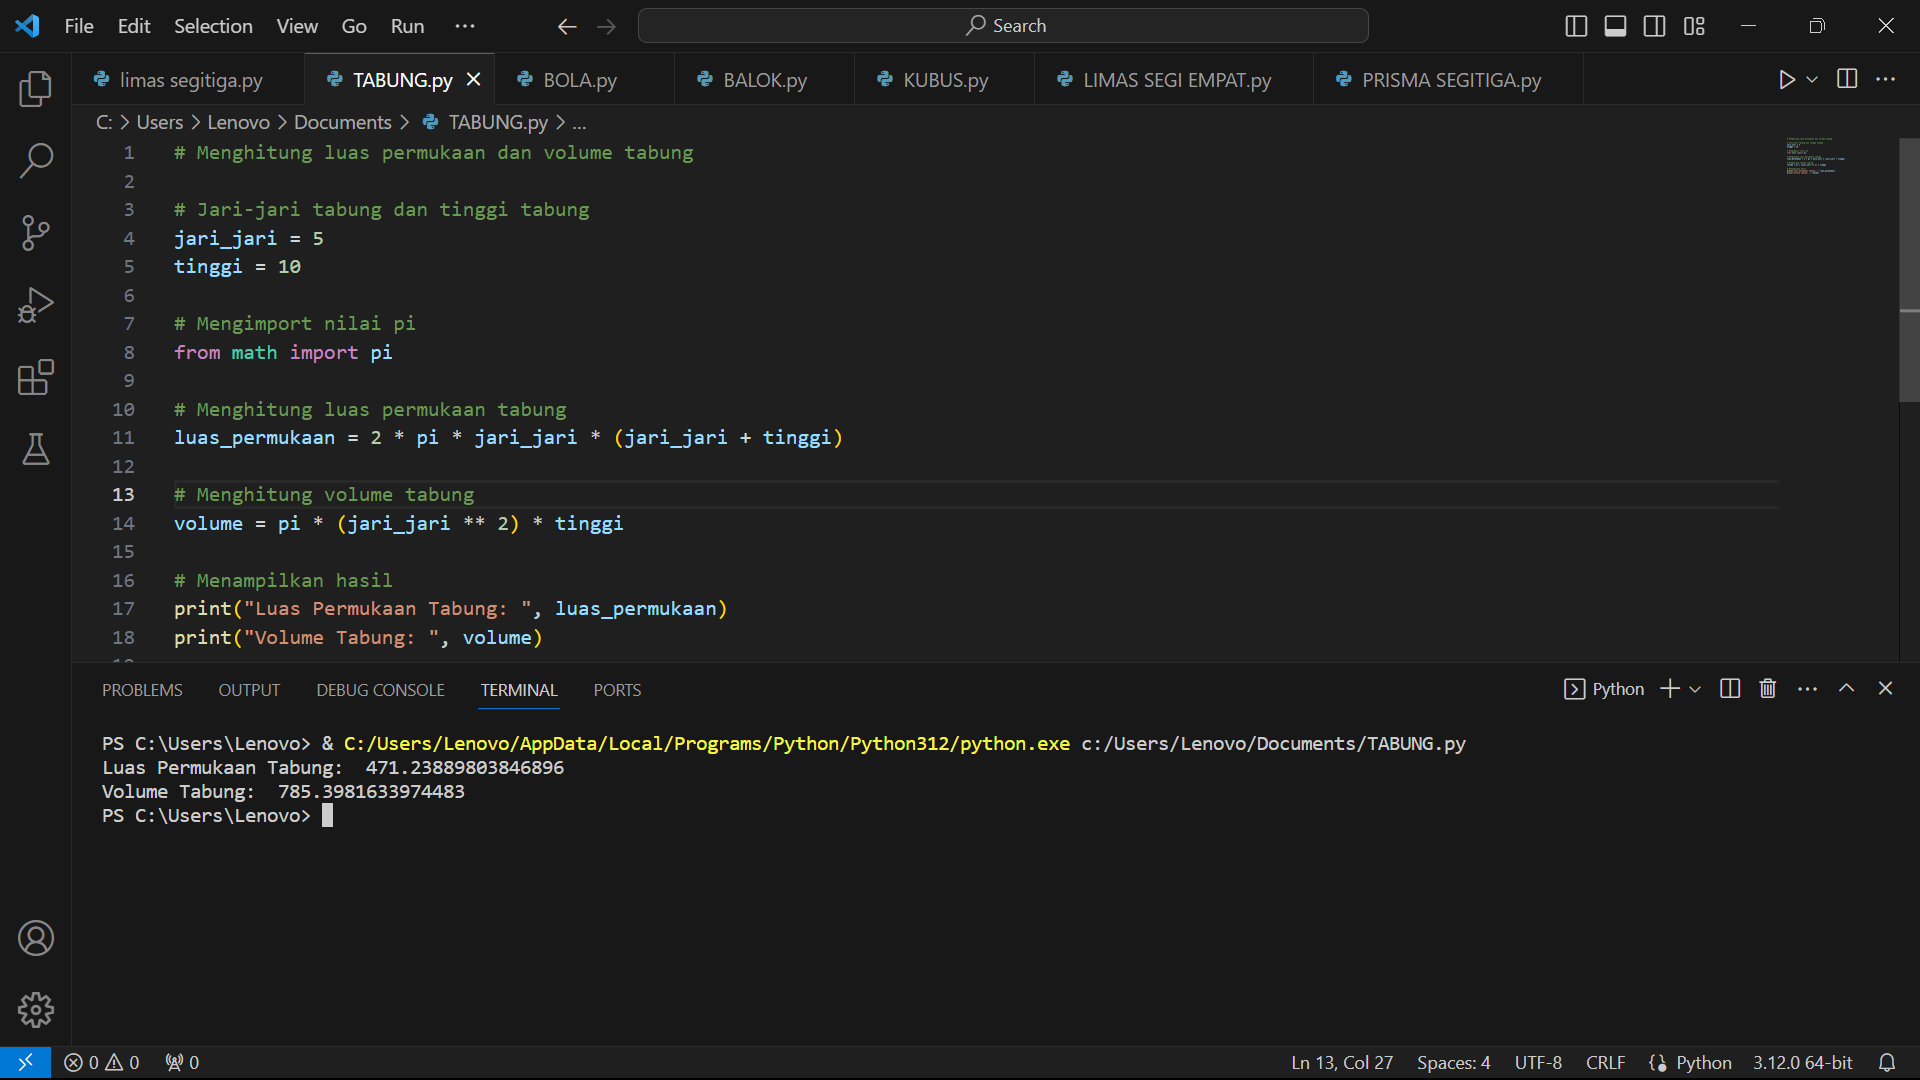 File Edit Selection View Go Run ··· Search
limas segitiga.py TABUNG.py BOLA.py BALOK.py KUBUS.py LIMAS SEGI EMPAT.py PRISMA SEGITIGA.py
C: > Users > Lenovo > Documents > TABUNG.py > ...
1 # Menghitung luas permukaan dan volume tabung
2
3 # Jari-jari tabung dan tinggi tabung
4 jari_jari = 5
5 tinggi = 10
6
7 # Mengimport nilai pi
8 from math import pi
9
10 # Menghitung luas permukaan tabung
11 luas_permukaan = 2 * pi * jari_jari * (jari_jari + tinggi)
12
13 # Menghitung volume tabung
14 volume = pi * (jari_jari ** 2) * tinggi
15
16 # Menampilkan hasil
17 print("Luas Permukaan Tabung: ", luas_permukaan)
18 print("Volume Tabung: ", volume)
PROBLEMS OUTPUT DEBUG CONSOLE TERMINAL PORTS Python
PS C:\Users\Lenovo> & C:/Users/Lenovo/AppData/Local/Programs/Python/Python312/python.exe c:/Users/Lenovo/Documents/TABUNG.py
Luas Permukaan Tabung:  471.23889803846896
Volume Tabung:  785.3981633974483
PS C:\Users\Lenovo>
0 0 0 Ln 13, Col 27 Spaces: 4 UTF-8 CRLF Python 3.12.0 64-bit